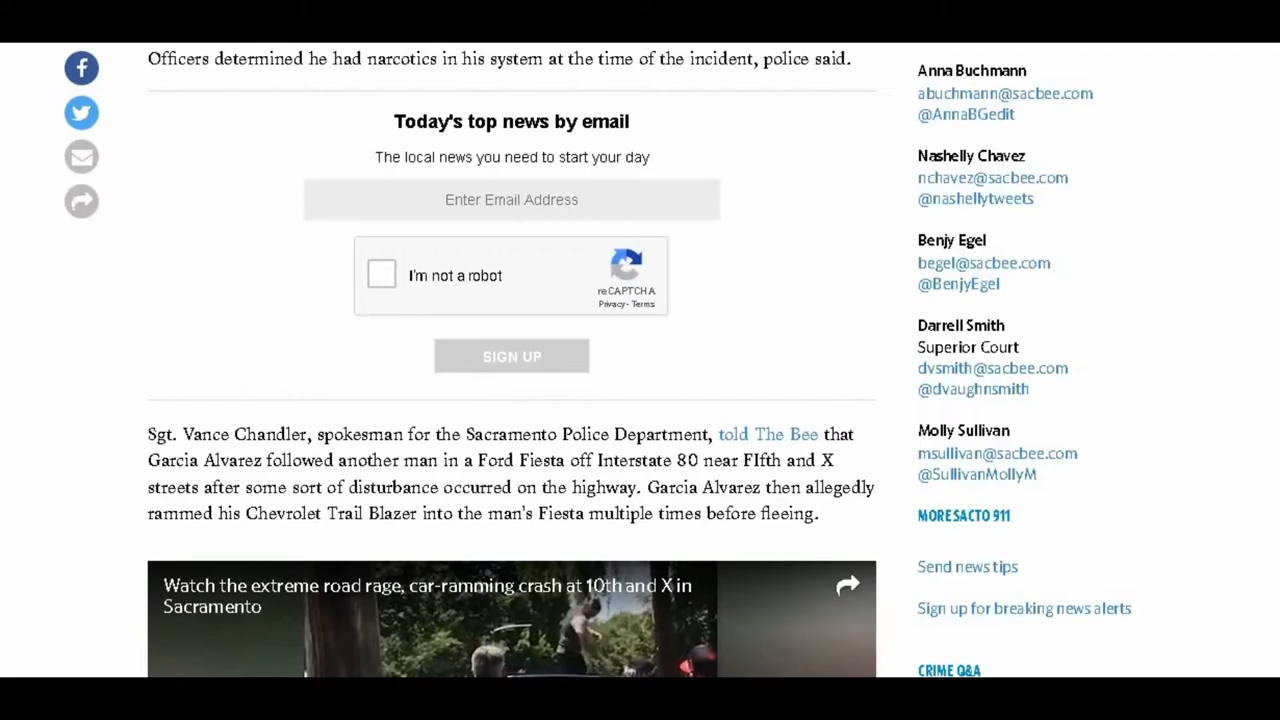 Officers determined he had narcotics in his system at the time of the incident, police said.
Today's top news by email
The local news you need to start your day
Enter Email Address
I'm not a robot
reCAPTCHA
Privacy - Terms
SIGN UP
Sgt. Vance Chandler, spokesman for the Sacramento Police Department, told The Bee that
Garcia Alvarez followed another man in a Ford Fiesta off Interstate 80 near FIfth and X
streets after some sort of disturbance occurred on the highway. Garcia Alvarez then allegedly
rammed his Chevrolet Trail Blazer into the man's Fiesta multiple times before fleeing.
Watch the extreme road rage, car-ramming crash at 10th and X in
Sacramento
Anna Buchmann
abuchmann@sacbee.com
@AnnaBGedit
Nashelly Chavez
nchavez@sacbee.com
@nashellytweets
Benjy Egel
begel@sacbee.com
@BenjyEgel
Darrell Smith
Superior Court
dvsmith@sacbee.com
@dvaughnsmith
Molly Sullivan
msullivan@sacbee.com
@SullivanMollyM
MORE SACTO 911
Send news tips
Sign up for breaking news alerts
CRIME Q&A